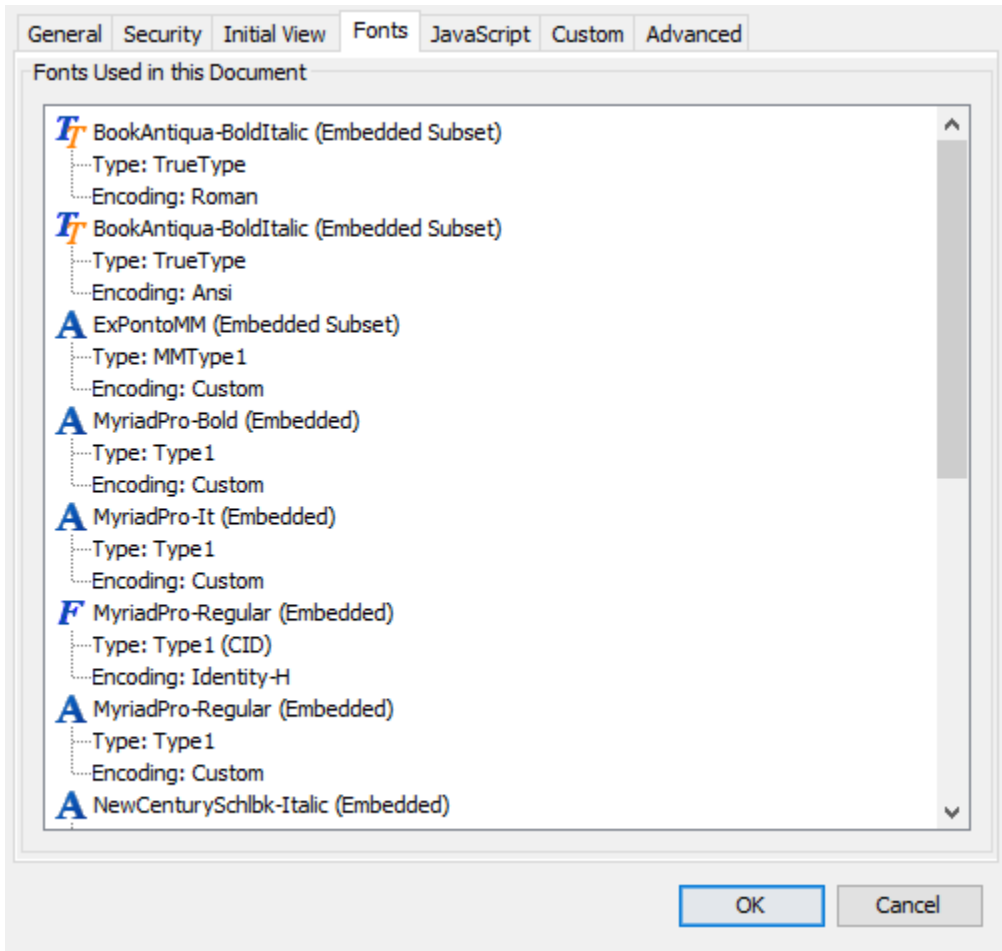 General Security Initial View Fonts JavaScript Custom Advanced
Fonts Used in this Document
BookAntiqua-BoldItalic (Embedded Subset)
Type: TrueType
Encoding: Roman
BookAntiqua-BoldItalic (Embedded Subset)
Type: TrueType
Encoding: Ansi
ExPontoMM (Embedded Subset)
Type: MMType1
Encoding: Custom
MyriadPro-Bold (Embedded)
Type: Type1
Encoding: Custom
MyriadPro-It (Embedded)
Type: Type1
Encoding: Custom
MyriadPro-Regular (Embedded)
Type: Type1 (CID)
Encoding: Identity-H
MyriadPro-Regular (Embedded)
Type: Type1
Encoding: Custom
NewCenturySchlbk-Italic (Embedded)
OK Cancel